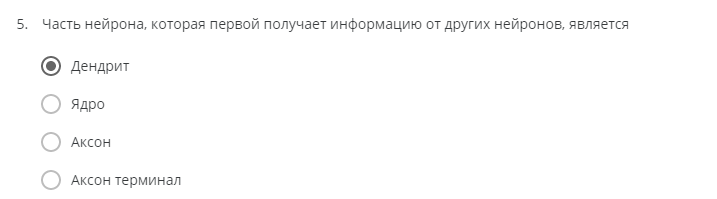 5. Часть нейрона, которая первой получает информацию от других нейронов, является
Дендрит
Ядро
Аксон
Аксон терминал